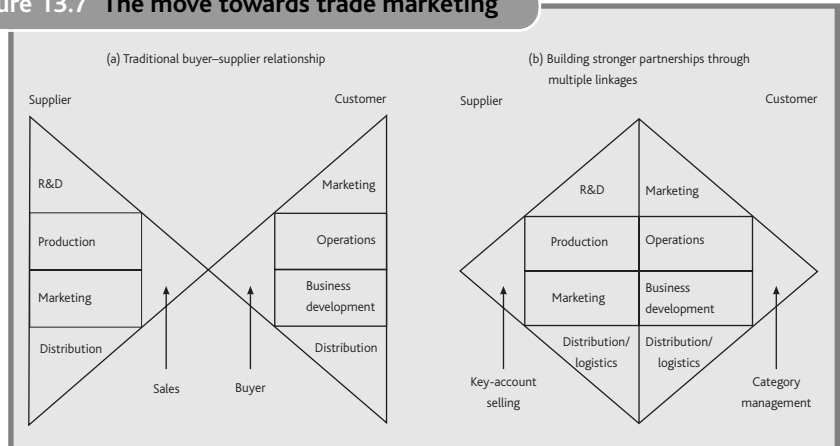 ure 13.7 The move towards trade marketing
(a) Traditional buyer–supplier relationship
Supplier
Customer
R&D
Production
Marketing
Distribution
Marketing
Operations
Business
development
Distribution
Sales
Buyer
(b) Building stronger partnerships through
multiple linkages
Supplier
Customer
R&D
Marketing
Production
Operations
Marketing
Business
development
Distribution/
logistics
Distribution/
logistics
Key-account
selling
Category
management